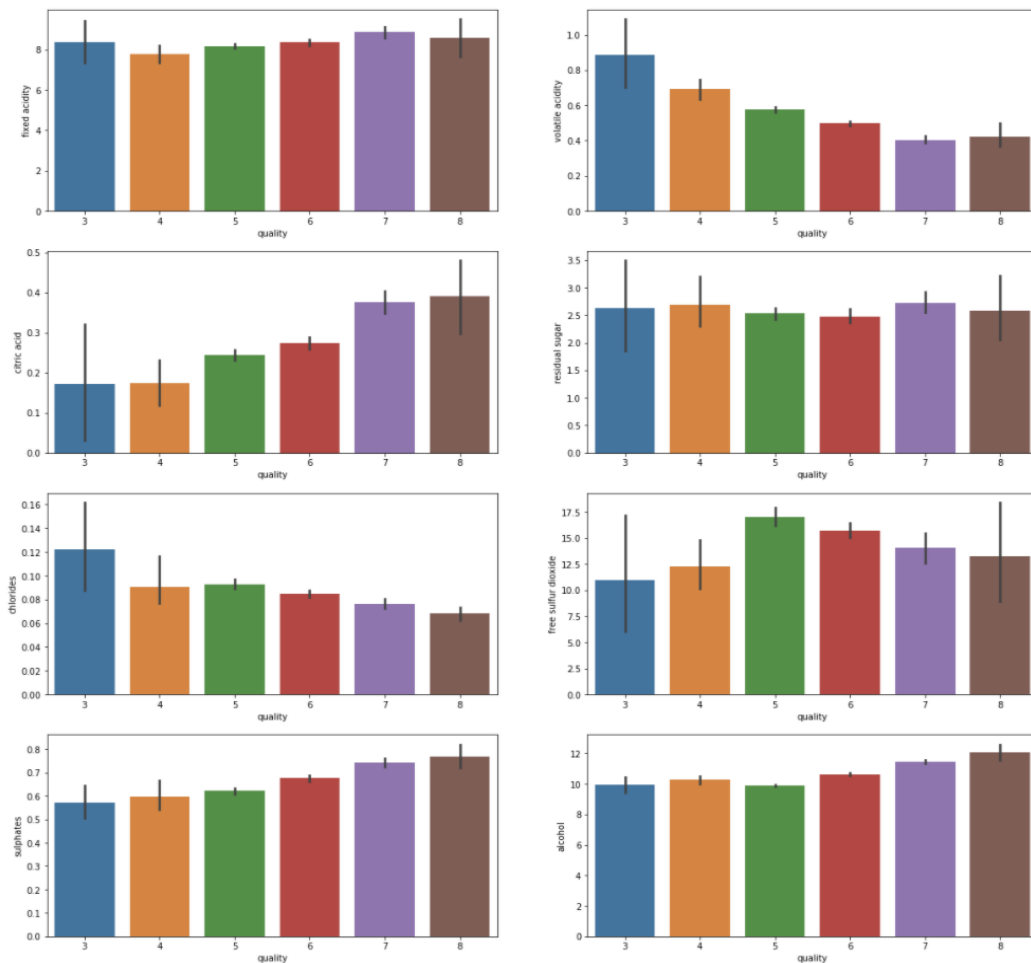 fixed acidity
8
6
4
2
0
3 4 5 6 7 8
quality
volatile acidity
1.0
0.8
0.6
0.4
0.2
0.0
3 4 5 6 7 8
quality
citric acid
0.5
0.4
0.3
0.2
0.1
0.0
3 4 5 6 7 8
quality
residual sugar
3.5
3.0
2.5
2.0
1.5
1.0
0.5
0.0
3 4 5 6 7 8
quality
chlorides
0.16
0.14
0.12
0.10
0.08
0.06
0.04
0.02
0.00
3 4 5 6 7 8
quality
free sulfur dioxide
17.5
15.0
12.5
10.0
7.5
5.0
2.5
0.0
3 4 5 6 7 8
quality
sulphates
0.8
0.7
0.6
0.5
0.4
0.3
0.2
0.1
0.0
3 4 5 6 7 8
quality
alcohol
12
10
8
6
4
2
0
3 4 5 6 7 8
quality